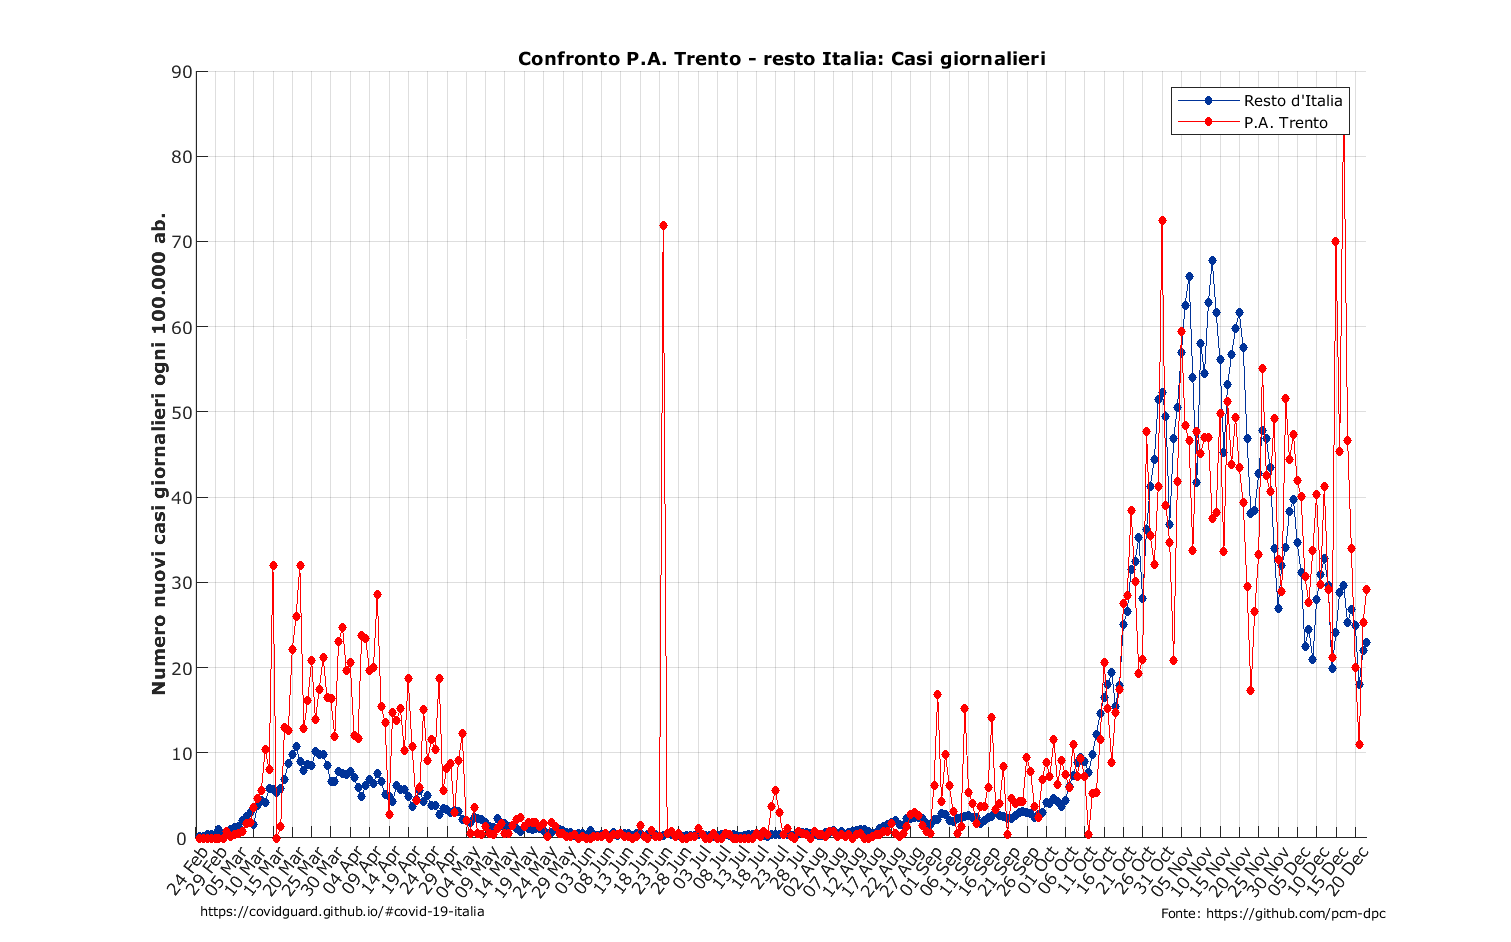 Confronto P.A. Trento - resto Italia: Casi giornalieri
Numero nuovi casi giornalieri ogni 100.000 ab.
90
80
70
60
50
40
30
20
10
0
Resto d'Italia
P.A. Trento
24 Feb
29 Feb
05 Mar
10 Mar
15 Mar
20 Mar
25 Mar
30 Mar
04 Apr
09 Apr
14 Apr
19 Apr
24 Apr
29 Apr
04 May
09 May
14 May
19 May
24 May
29 May
03 Jun
08 Jun
13 Jun
18 Jun
23 Jun
28 Jun
03 Jul
08 Jul
13 Jul
18 Jul
23 Jul
28 Jul
02 Aug
07 Aug
12 Aug
17 Aug
22 Aug
27 Aug
01 Sep
06 Sep
11 Sep
16 Sep
21 Sep
26 Sep
01 Oct
06 Oct
11 Oct
16 Oct
21 Oct
26 Oct
31 Oct
05 Nov
10 Nov
15 Nov
20 Nov
25 Nov
30 Nov
05 Dec
10 Dec
15 Dec
20 Dec
https://covidguard.github.io/#covid-19-italia
Fonte: https://github.com/pcm-dpc